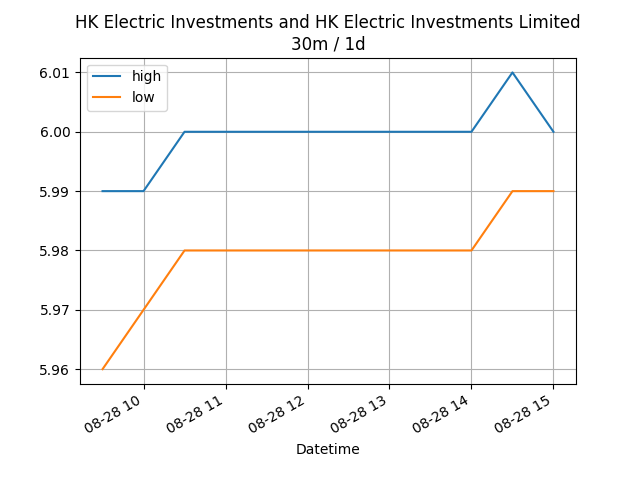 HK Electric Investments and HK Electric Investments Limited
30m / 1d
high
low
6.01
6.00
5.99
5.98
5.97
5.96
08-28 10
08-28 11
08-28 12
08-28 13
08-28 14
08-28 15
Datetime